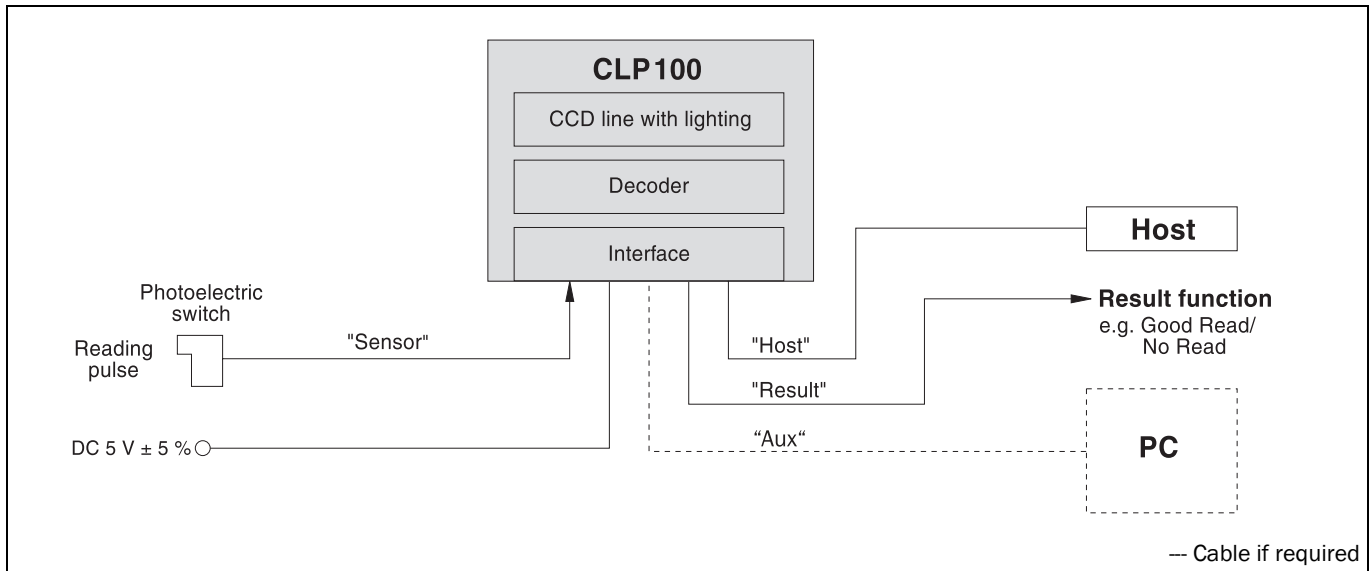 CLP100
CCD line with lighting
Decoder
Interface
Host
Photoelectric
switch
Reading
pulse
"Sensor"
"Host"
Result function
e.g. Good Read/
No Read
"Result"
DC 5 V ± 5 %
“Aux“
PC
--- Cable if required